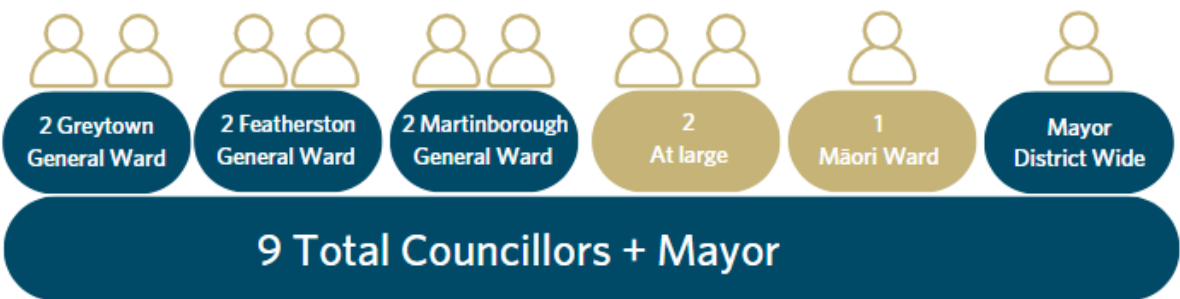 2 Greytown
General Ward
2 Featherston
General Ward
2 Martinborough
General Ward
2
At large
1
Māori Ward
Mayor
District Wide
9 Total Councillors + Mayor